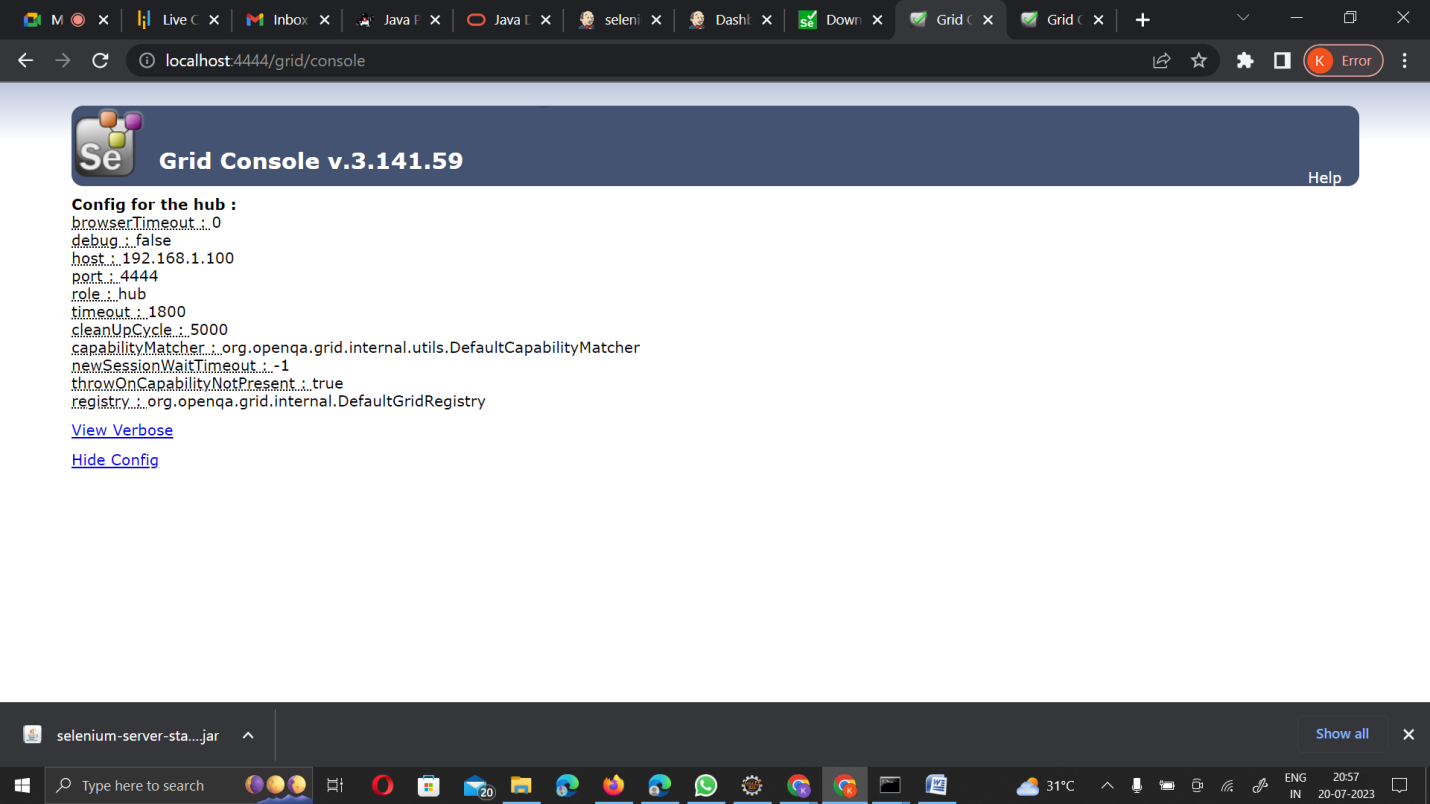 M
Live C
Inbox
Java P
Java D
seleni
Dashb
Down
Grid C
Grid C
localhost:4444/grid/console
K Error
Se
Grid Console v.3.141.59
Help
Config for the hub :
browserTimeout : 0
debug : false
host : 192.168.1.100
port : 4444
role : hub
timeout : 1800
cleanUpCycle : 5000
capabilityMatcher : org.openqa.grid.internal.utils.DefaultCapabilityMatcher
newSessionWaitTimeout : -1
throwOnCapabilityNotPresent : true
registry : org.openqa.grid.internal.DefaultGridRegistry
View Verbose
Hide Config
selenium-server-sta....jar
Show all
Type here to search
20
31°C
ENG
IN
20:57
20-07-2023